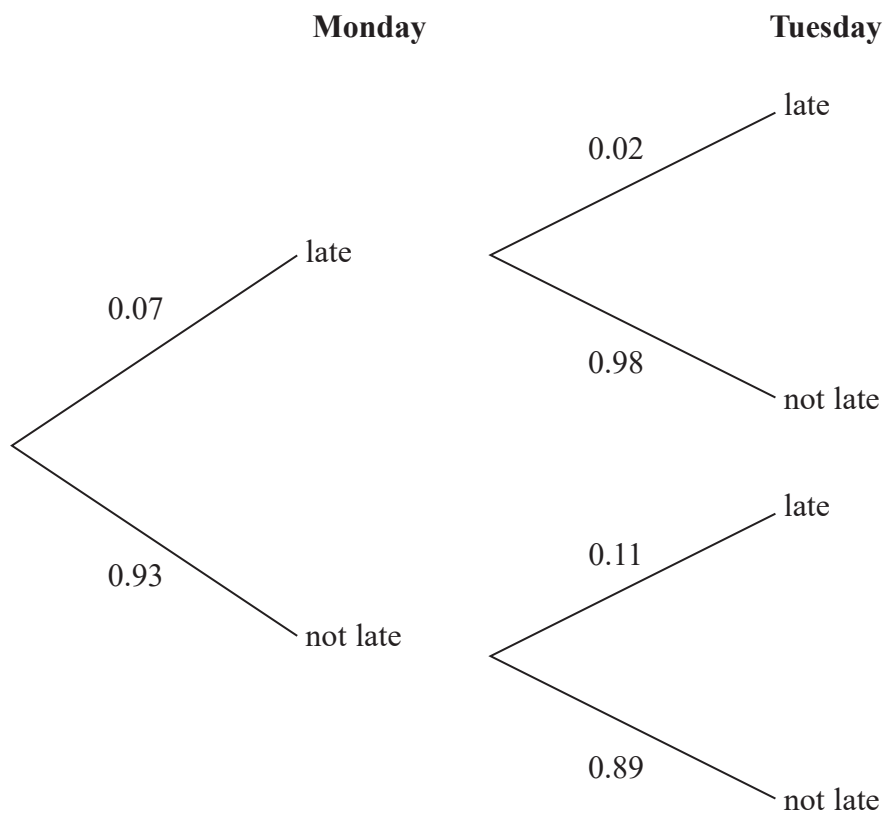 Monday Tuesday
late
0.02
late
0.07
0.98
not late
late
0.11
0.93
not late
0.89
not late